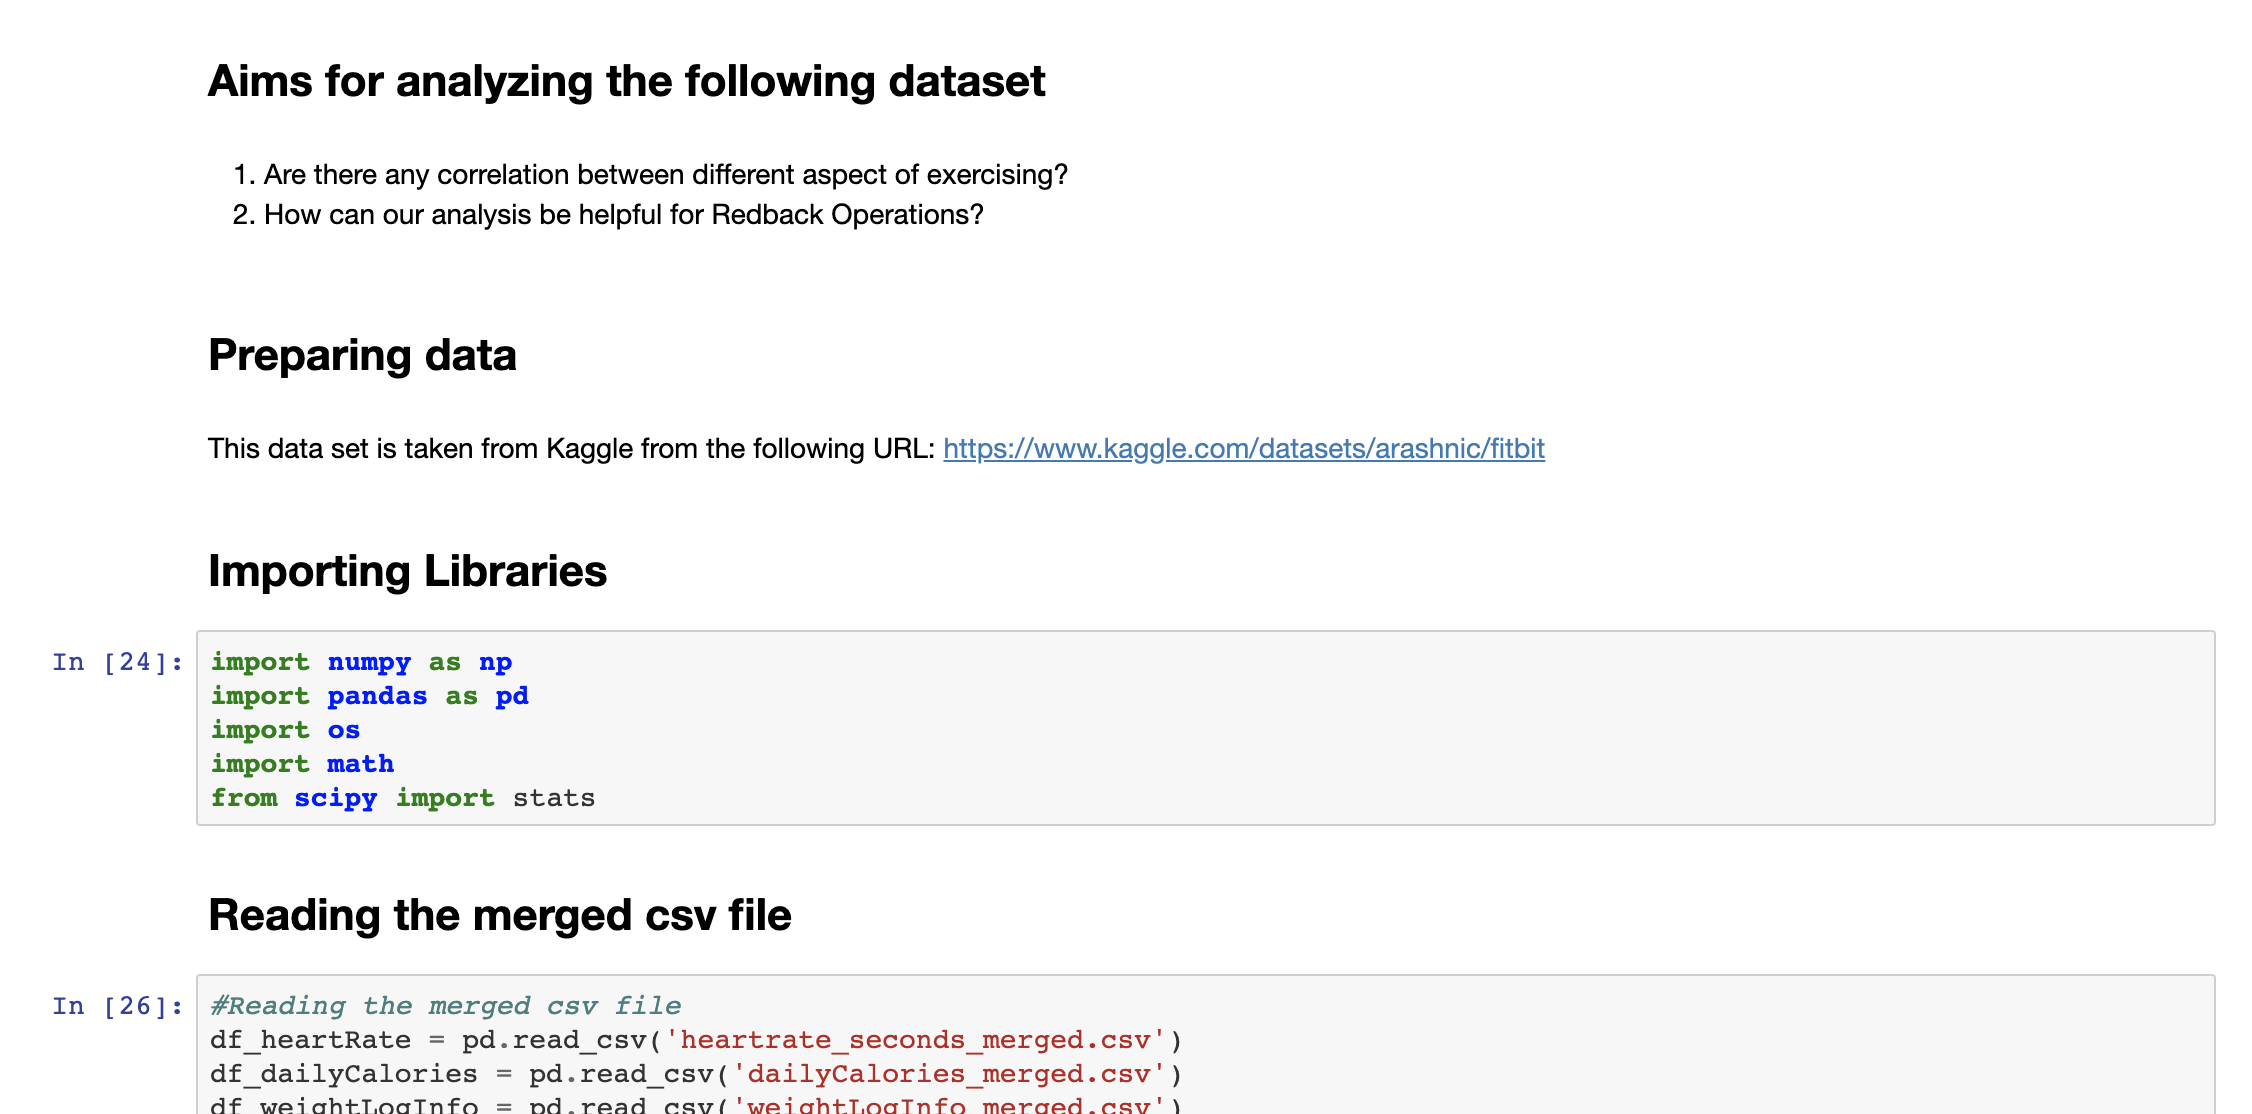 Aims for analyzing the following dataset
1. Are there any correlation between different aspect of exercising?
2. How can our analysis be helpful for Redback Operations?
Preparing data
This data set is taken from Kaggle from the following URL: https://www.kaggle.com/datasets/arashnic/fitbit
Importing Libraries
In [24]: import numpy as np
import pandas as pd
import os
import math
from scipy import stats
Reading the merged csv file
In [26]: #Reading the merged csv file
df_heartRate = pd.read_csv('heartrate_seconds_merged.csv')
df_dailyCalories = pd.read_csv('dailyCalories_merged.csv')
df_weightLogInfo = pd.read_csv('weightLogInfo_merged.csv')